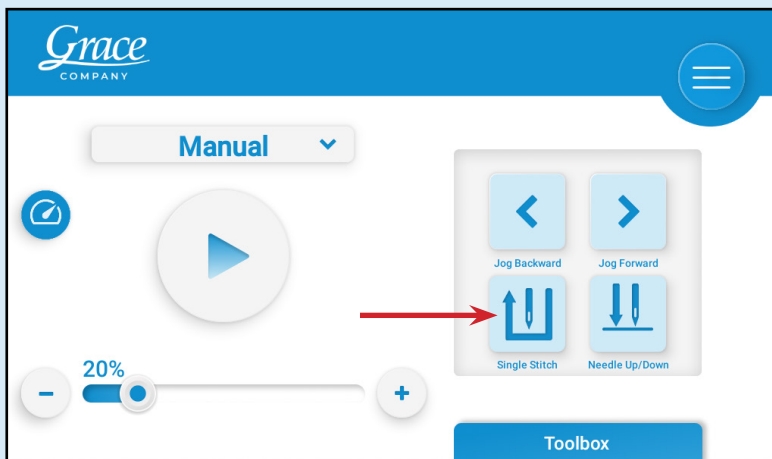 Grace
COMPANY
Manual
20%
Jog Backward
Jog Forward
Single Stitch
Needle Up/Down
Toolbox